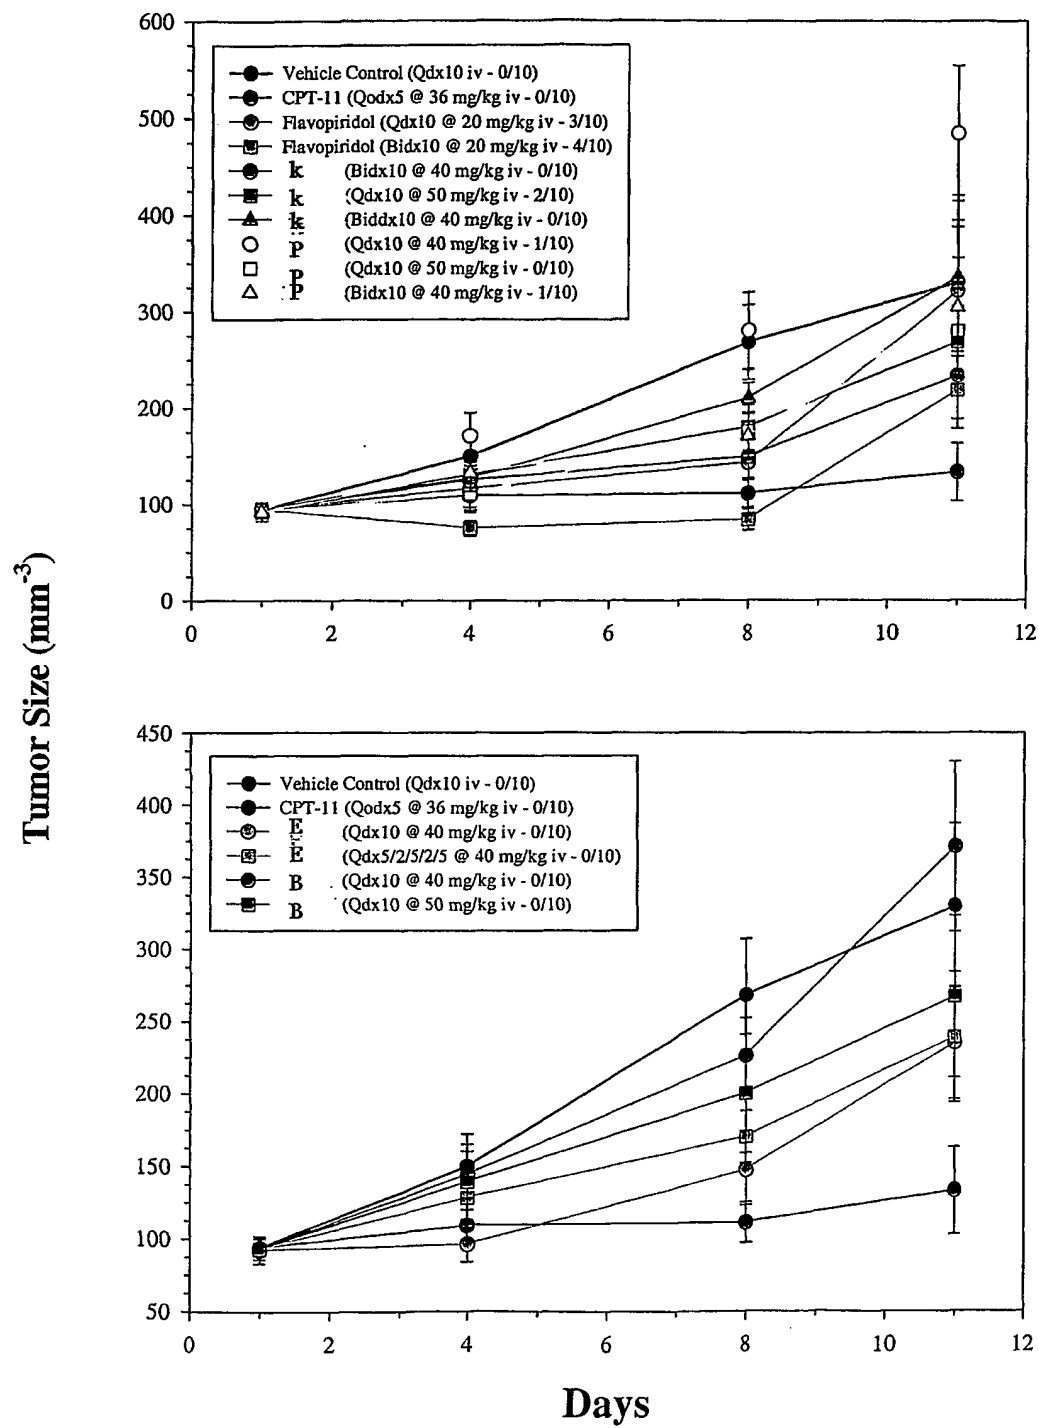 600
500
400
300
200
100
0
Vehicle Control (Qdx10 iv - 0/10)
CPT-11 (Qodx5 @ 36 mg/kg iv - 0/10)
Flavopiridol (Qdx10 @ 20 mg/kg iv - 3/10)
Flavopiridol (Bidx10 @ 20 mg/kg iv - 4/10)
k (Bidx10 @ 40 mg/kg iv - 0/10)
k (Qdx10 @ 50 mg/kg iv - 2/10)
k (Biddx10 @ 40 mg/kg iv - 0/10)
P (Qdx10 @ 40 mg/kg iv - 1/10)
P (Qdx10 @ 50 mg/kg iv - 0/10)
P (Bidx10 @ 40 mg/kg iv - 1/10)
0 2 4 6 8 10 12
Tumor Size (mm-3)
450
400
350
300
250
200
150
100
50
Vehicle Control (Qdx10 iv - 0/10)
CPT-11 (Qodx5 @ 36 mg/kg iv - 0/10)
E (Qdx10 @ 40 mg/kg iv - 0/10)
E (Qdx5/2/5/2/5 @ 40 mg/kg iv - 0/10)
B (Qdx10 @ 40 mg/kg iv - 0/10)
B (Qdx10 @ 50 mg/kg iv - 0/10)
0 2 4 6 8 10 12
Days